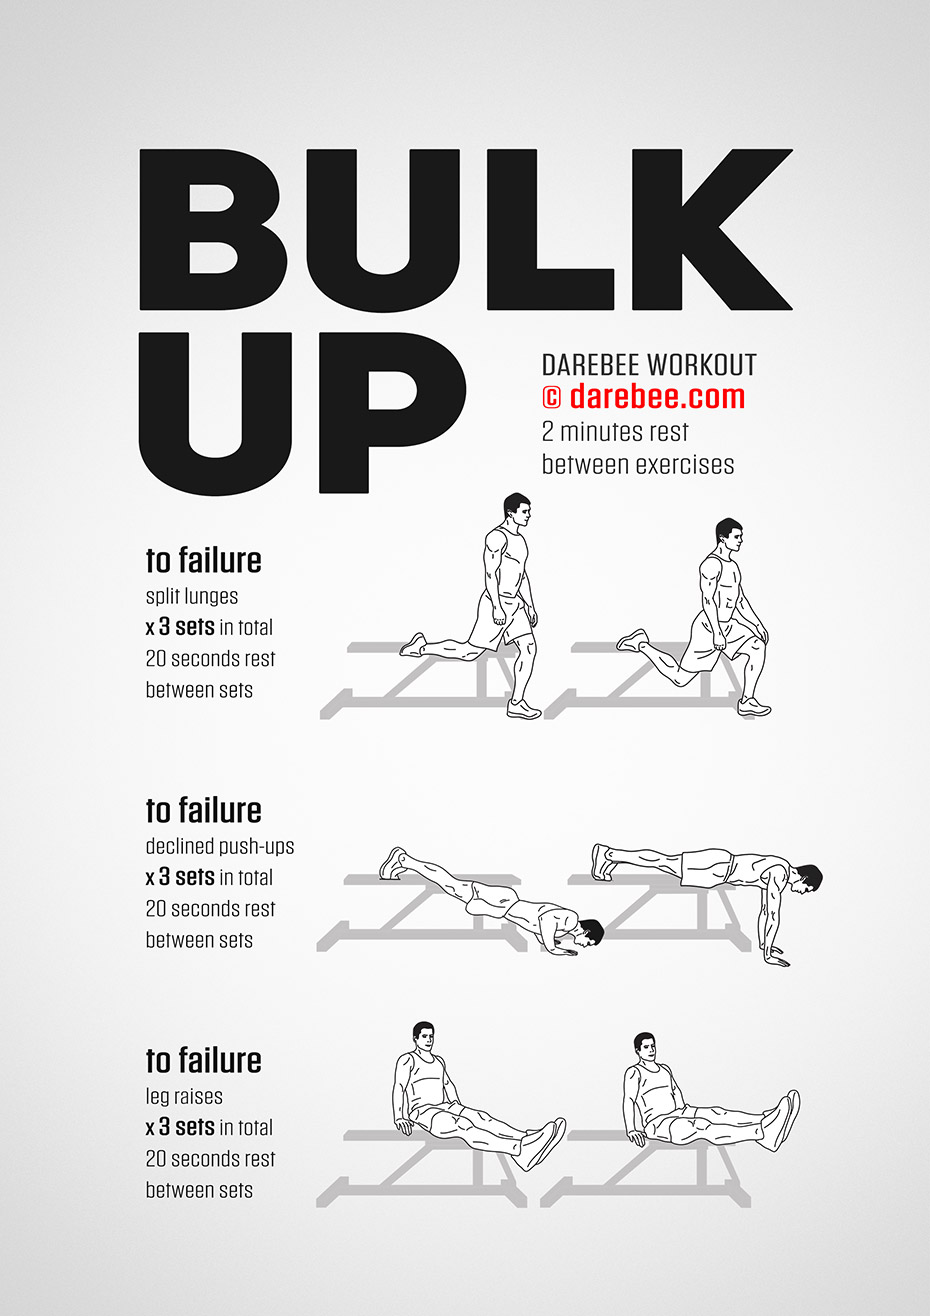 BULK
UP
DAREBEE WORKOUT
© darebee.com
2 minutes rest
between exercises
to failure
split lunges
x 3 sets in total
20 seconds rest
between sets
to failure
declined push-ups
x 3 sets in total
20 seconds rest
between sets
to failure
leg raises
x 3 sets in total
20 seconds rest
between sets